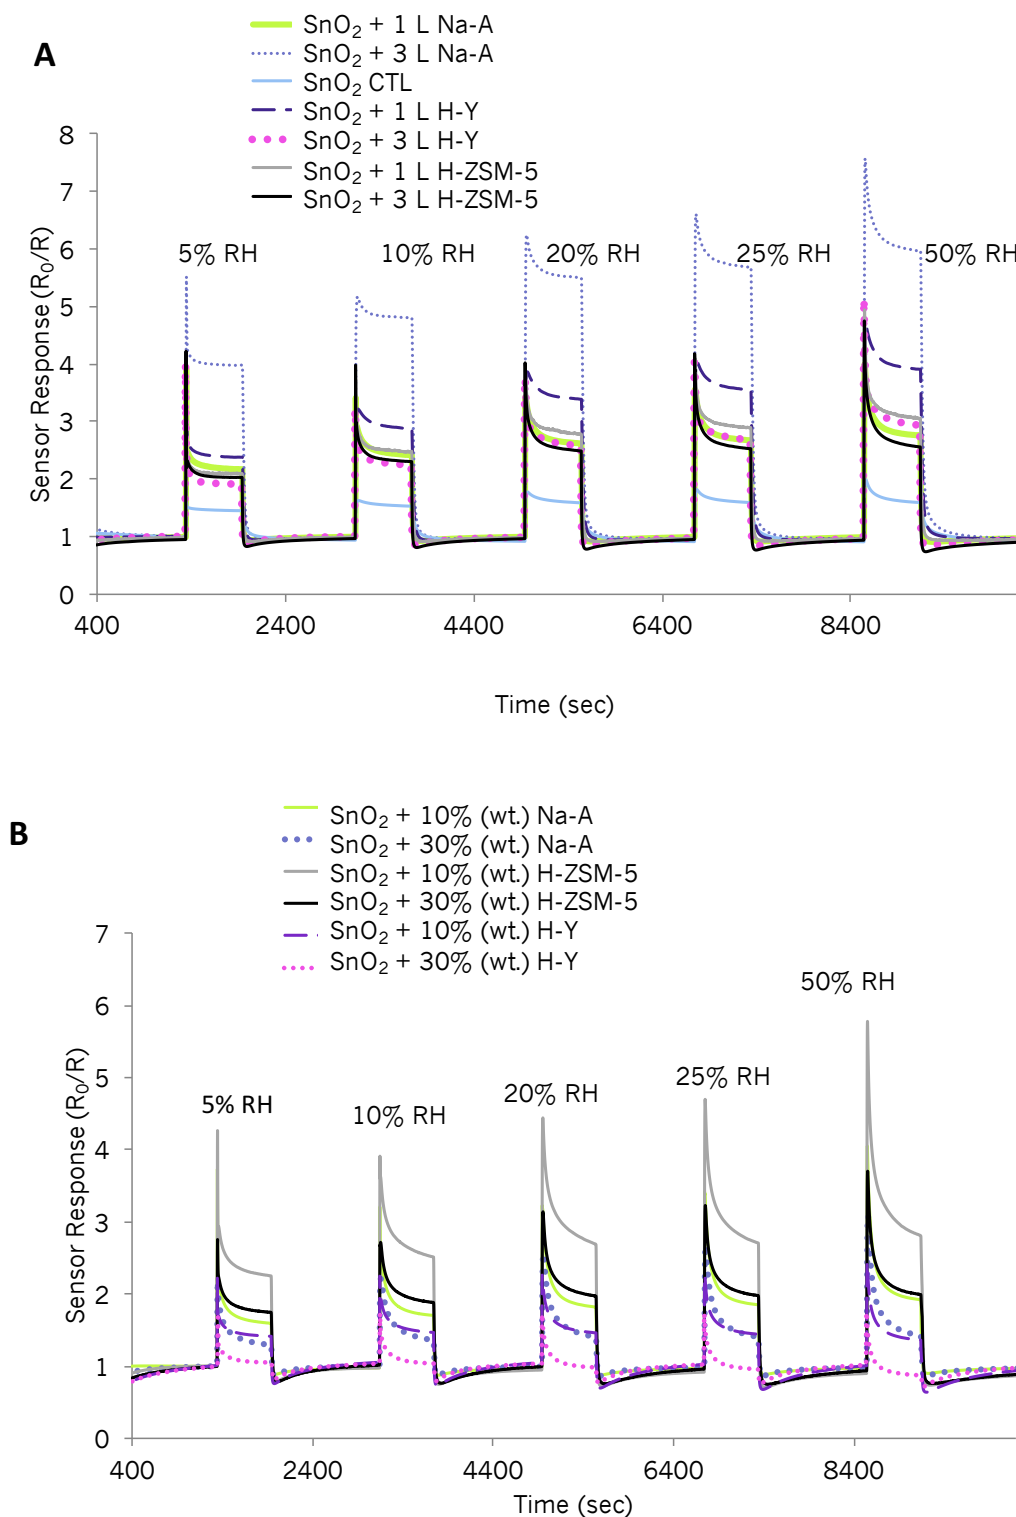 A
SnO₂ + 1 L Na-A
SnO₂ + 3 L Na-A
SnO₂ CTL
SnO₂ + 1 L H-Y
SnO₂ + 3 L H-Y
SnO₂ + 1 L H-ZSM-5
SnO₂ + 3 L H-ZSM-5
8
7
6
5
4
3
2
1
0
Sensor Response (R₀/R)
5% RH
10% RH
20% RH
25% RH
50% RH
400
2400
4400
6400
8400
Time (sec)
B
SnO₂ + 10% (wt.) Na-A
SnO₂ + 30% (wt.) Na-A
SnO₂ + 10% (wt.) H-ZSM-5
SnO₂ + 30% (wt.) H-ZSM-5
SnO₂ + 10% (wt.) H-Y
SnO₂ + 30% (wt.) H-Y
7
6
5
4
3
2
1
0
Sensor Response (R₀/R)
5% RH
10% RH
20% RH
25% RH
50% RH
400
2400
4400
6400
8400
Time (sec)